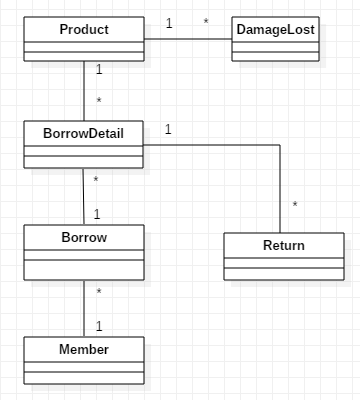 Product 1 * DamageLost
1
*
BorrowDetail 1
*
1 *
Borrow Return
*
1
Member